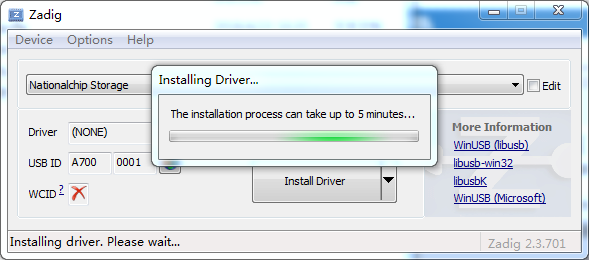 Zadig
Device Options Help
Nationalchip Storage Edit
Installing Driver...
The installation process can take up to 5 minutes...
Driver (NONE)
More Information
WinUSB (libusb)
USB ID A700 0001
libusb-win32
Install Driver
libusbK
WCID ?
WinUSB (Microsoft)
Installing driver. Please wait...
Zadig 2.3.701